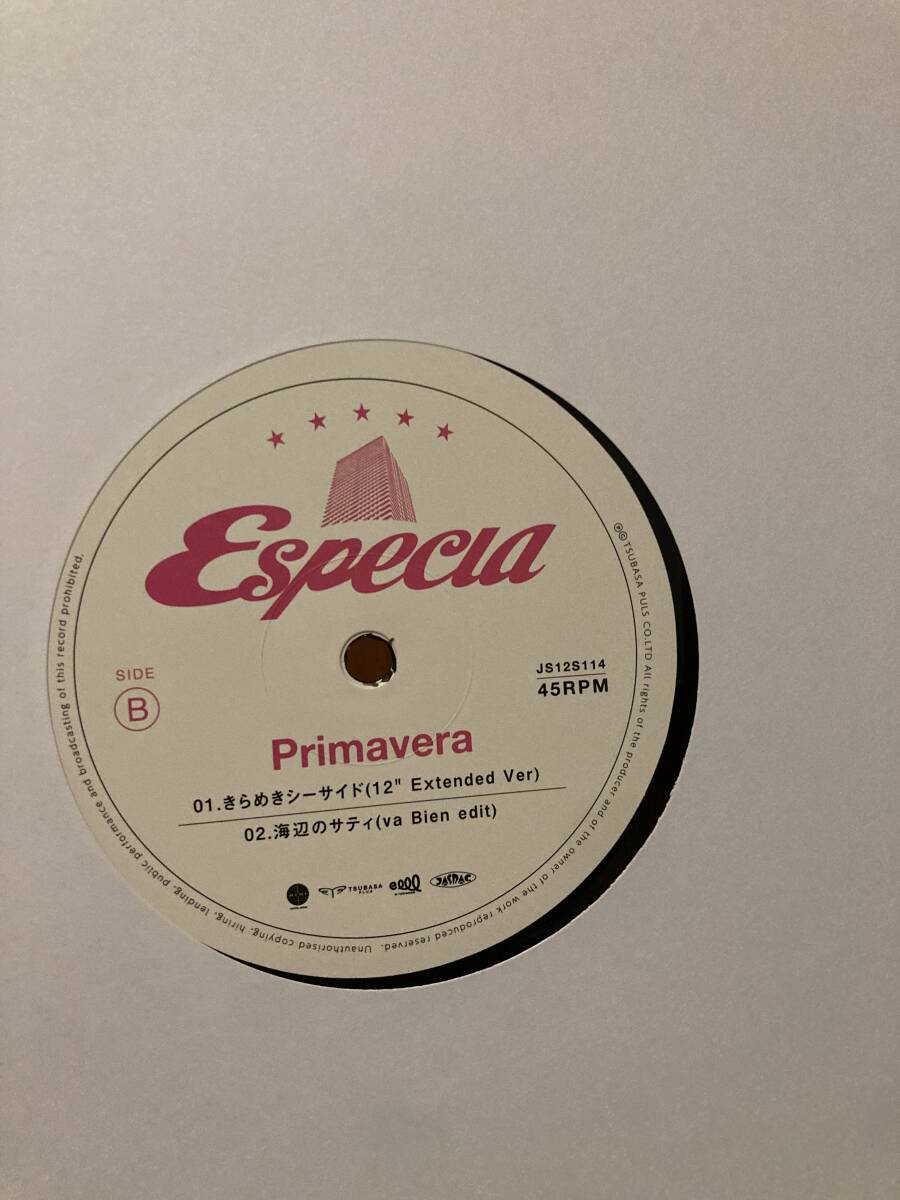 Especia
SIDE
B
JS12S114
45RPM
Primavera
01.きらめきシーサイド(12" Extended Ver)
02.海辺のサティ(va Bien edit)
TSUBASA
PLUS
JASRAC
ⓅⒸ TSUBASA PULS CO.LTD All rights of the producer and of the owner of the work reproduced reserved. Unauthorised copying, hiring, lending, public performance and broadcasting of this record prohibited.